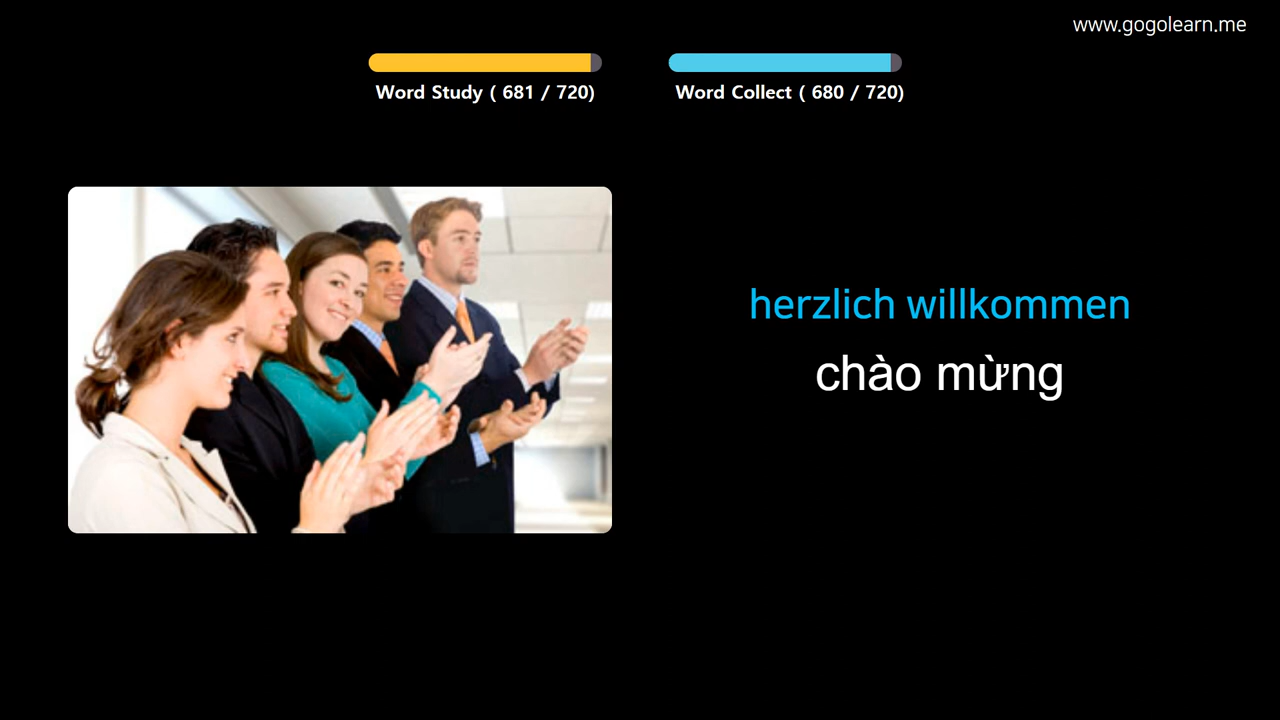 www.gogolearn.me
Word Study ( 681 / 720)
Word Collect ( 680 / 720)
herzlich willkommen
chào mừng